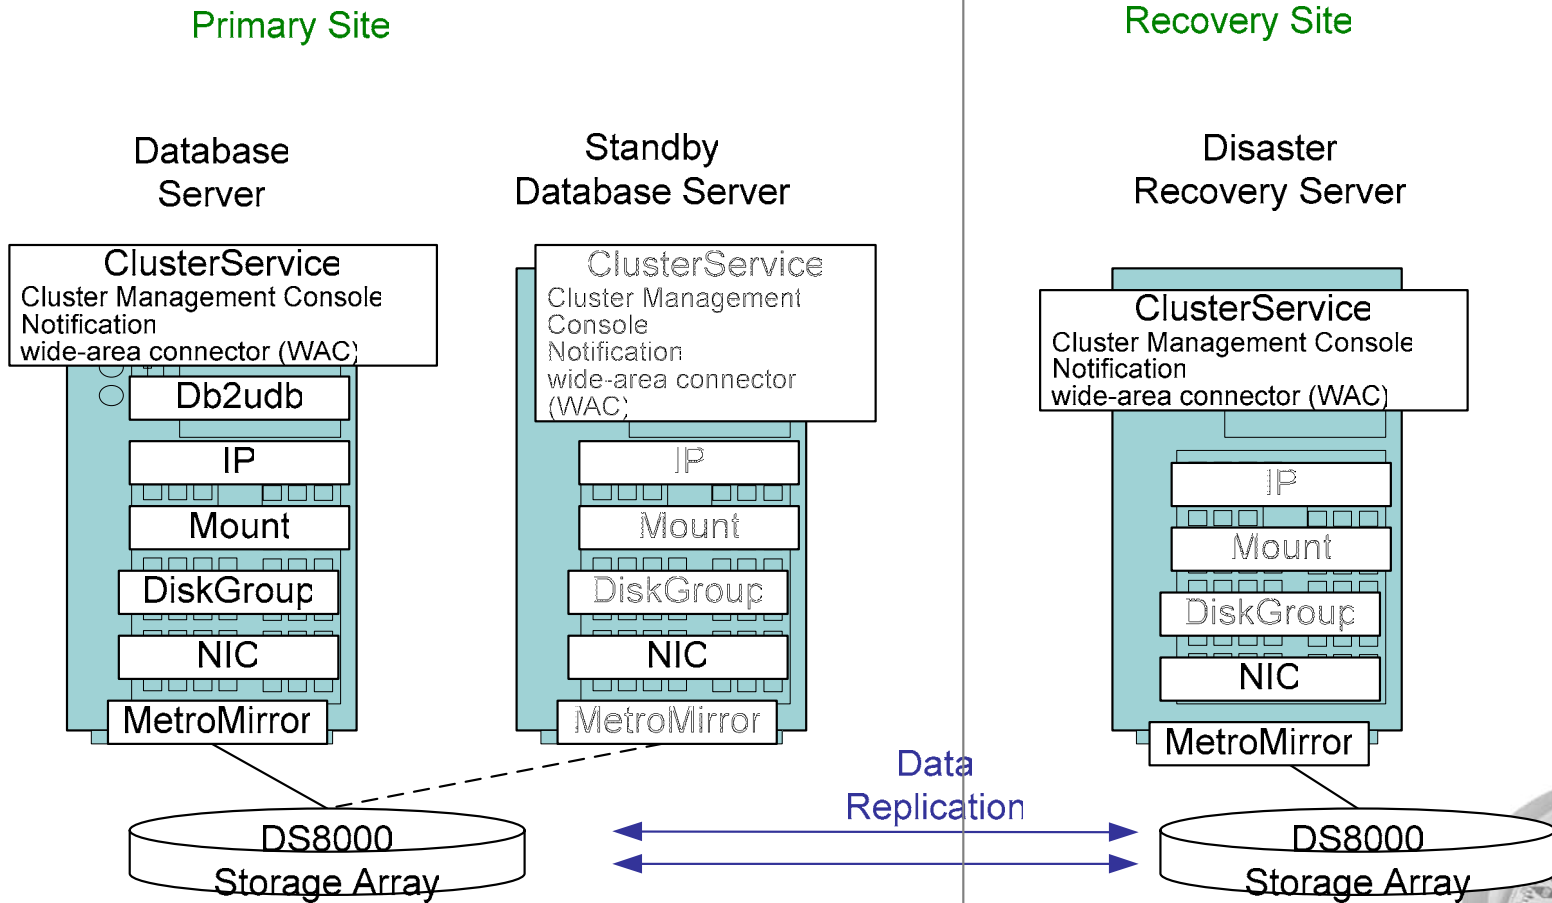 Primary Site
Recovery Site
Database
Server
Standby
Database Server
Disaster
Recovery Server
ClusterService
Cluster Management Console
Notification
wide-area connector (WAC)
Db2udb
IP
Mount
DiskGroup
NIC
MetroMirror
ClusterService
Cluster Management
Console
Notification
wide-area connector
(WAC)
IP
Mount
DiskGroup
NIC
MetroMirror
ClusterService
Cluster Management Console
Notification
wide-area connector (WAC)
IP
Mount
DiskGroup
NIC
MetroMirror
Data
Replication
DS8000
Storage Array
DS8000
Storage Array